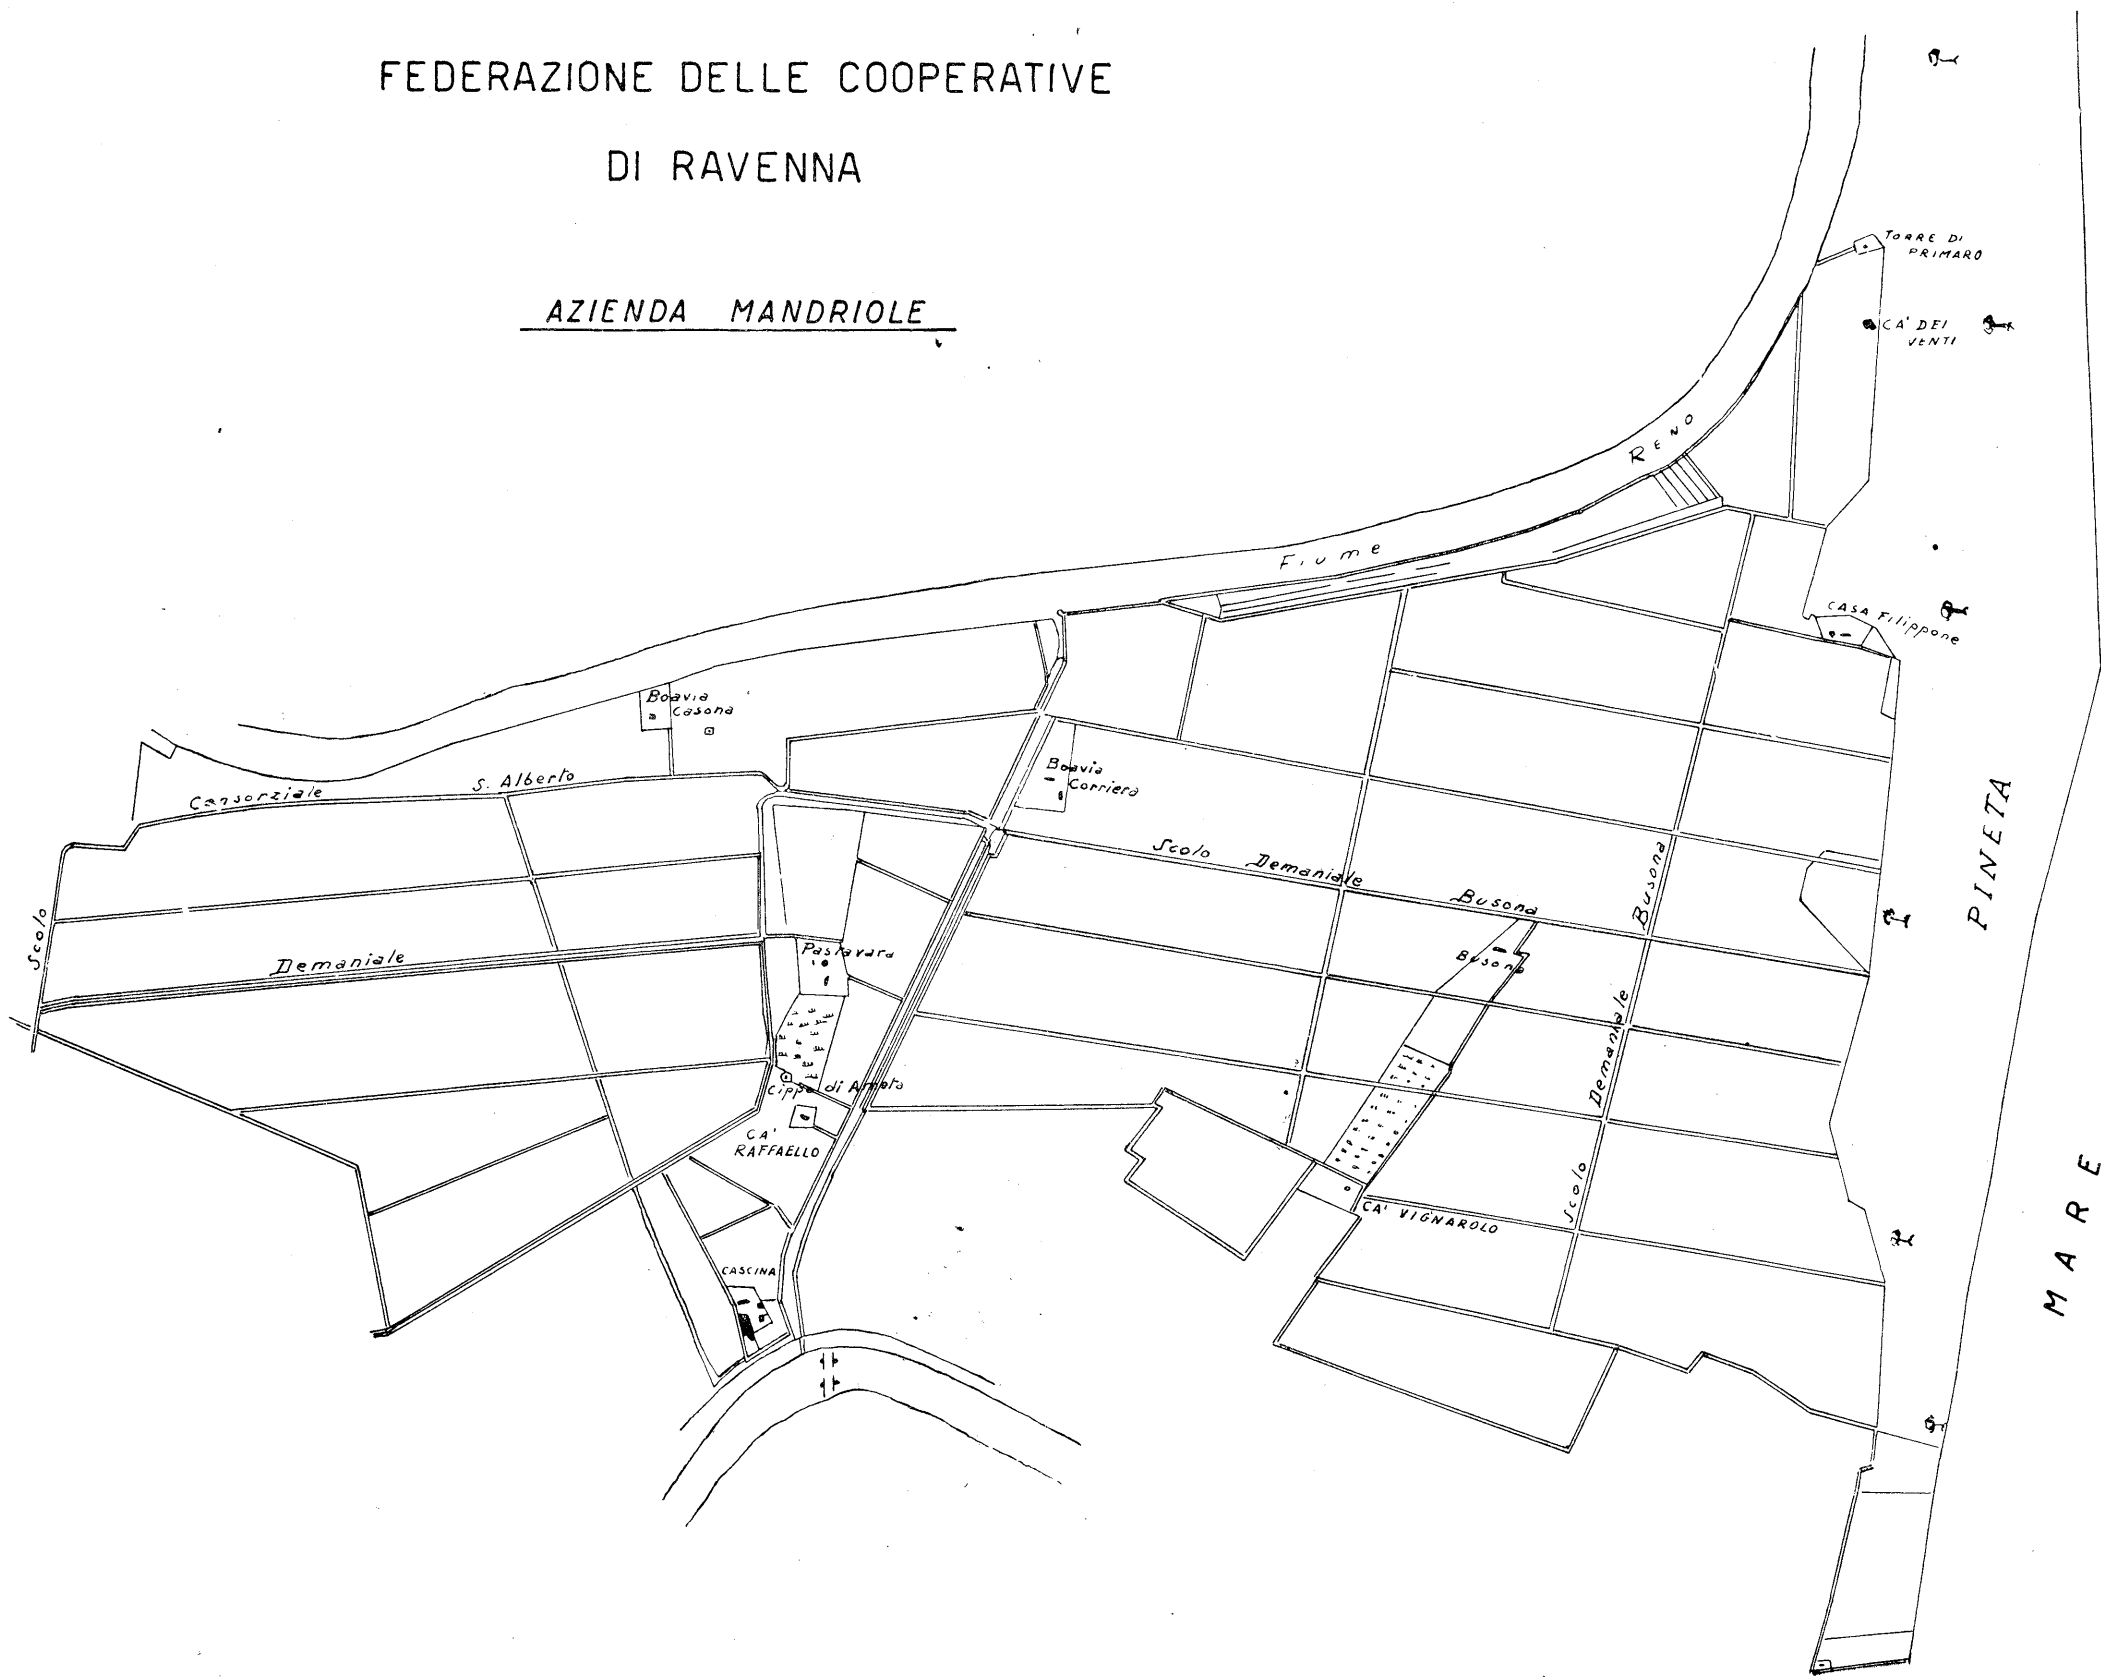 FEDERAZIONE DELLE COOPERATIVE
DI RAVENNA
AZIENDA MANDRIOLE
TORRE DI
PRIMARO
CA' DEI
VENTI
Fiume RENO
CASA Filippone
Boavia
Casona
Boavia
Corriera
Scolo Consorziale S. Alberto
Demaniale
Scolo Demaniale Busona
Pastavara
Busona
Scolo Demaniale Busona
Cippo di Anita
CA'
RAFFAELLO
CA' VIGNAROLO
CASCINA
PINETA
MARE